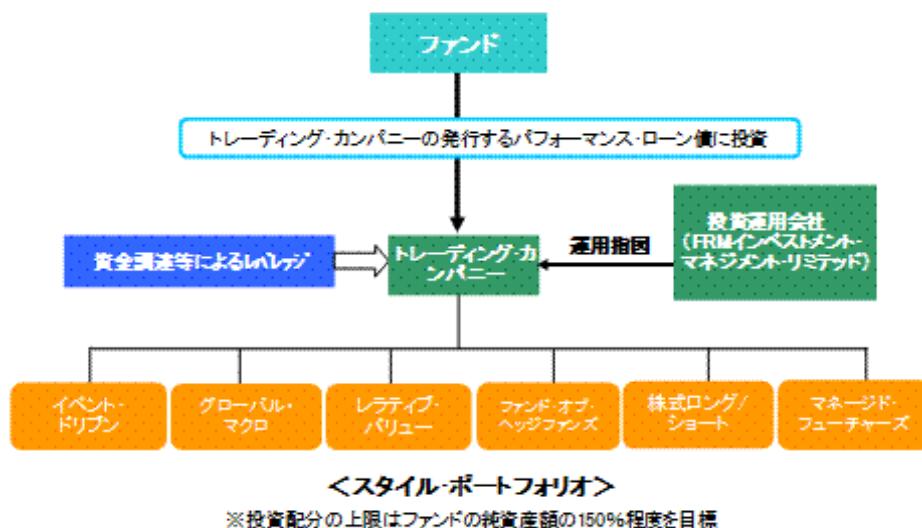 ファンド
トレーディング・カンパニーの発行するパフォーマンス・ローン債に投資
資金調達等によるレバレッジ
トレーディング・カ
ンパニー
運用指図
投資運用会社
(FRMインベストメント・
マネジメント・リミテッド)
イベント・
ドリブン
グローバル・
マクロ
レラティブ・
バリュー
ファンド・オブ・
ヘッジファンズ
株式ロング/
ショート
マネージド・
フューチャーズ
<スタイル・ポートフォリオ>
※投資配分の上限はファンドの純資産額の150%程度を目標